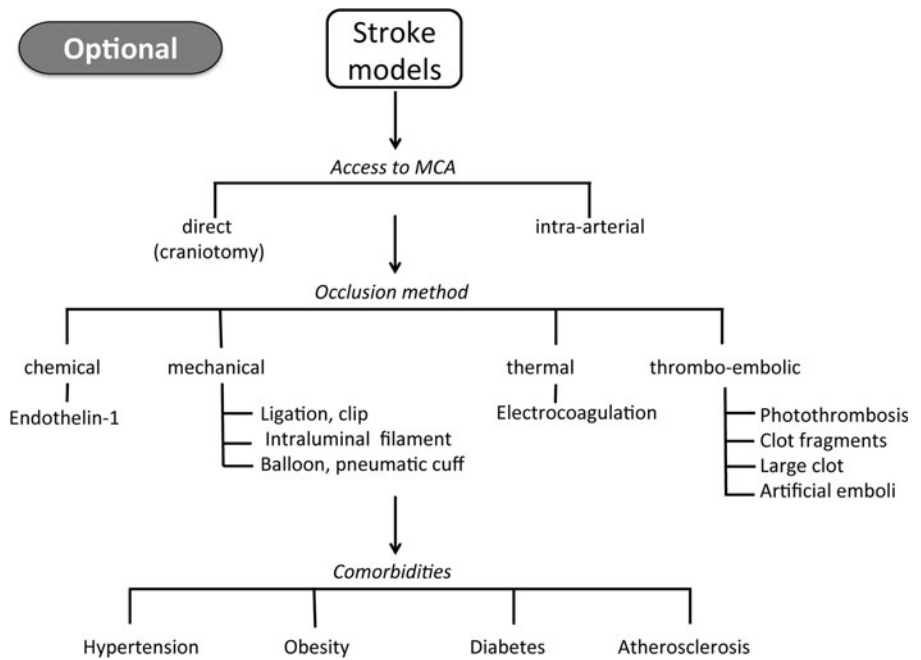 Optional
Stroke
models
Access to MCA
direct
(craniotomy)
intra-arterial
Occlusion method
chemical
mechanical
thermal
thrombo-embolic
Endothelin-1
Ligation, clip
Intraluminal filament
Balloon, pneumatic cuff
Electrocoagulation
Photothrombosis
Clot fragments
Large clot
Artificial emboli
Comorbidities
Hypertension
Obesity
Diabetes
Atherosclerosis